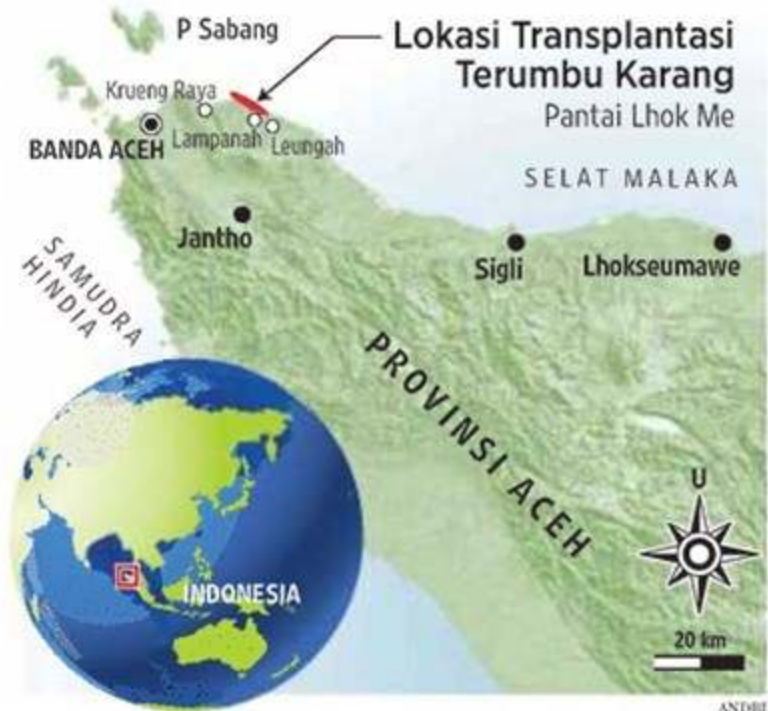 P Sabang
Lokasi Transplantasi
Terumbu Karang
Pantai Lhok Me
Krueng Raya
BANDA ACEH
Lampanah
Leungah
SELAT MALAKA
Jantho
Sigli
Lhokseumawe
SAMUDRA
HINDIA
PROVINSI ACEH
U
INDONESIA
20 km